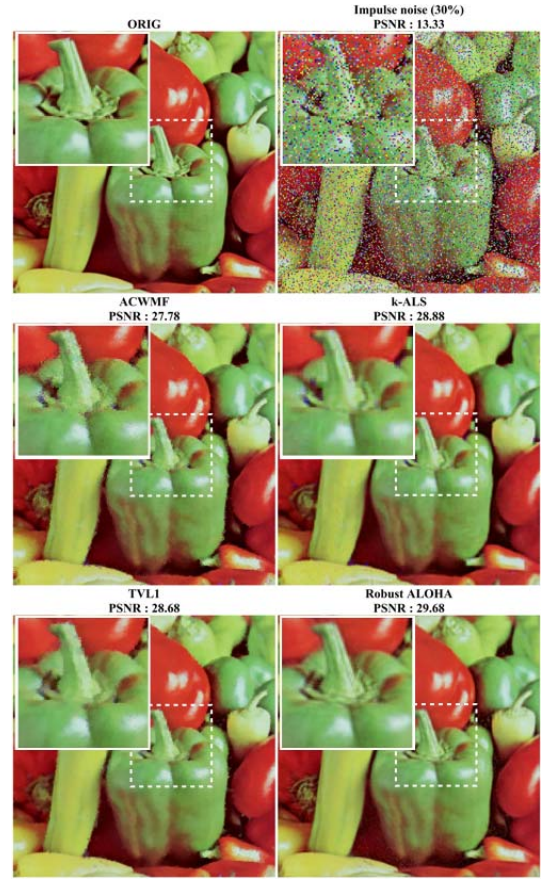 ORIG
Impulse noise (30%)
PSNR : 13.33
ACWMF
PSNR : 27.78
k-ALS
PSNR : 28.88
TVL1
PSNR : 28.68
Robust ALOHA
PSNR : 29.68